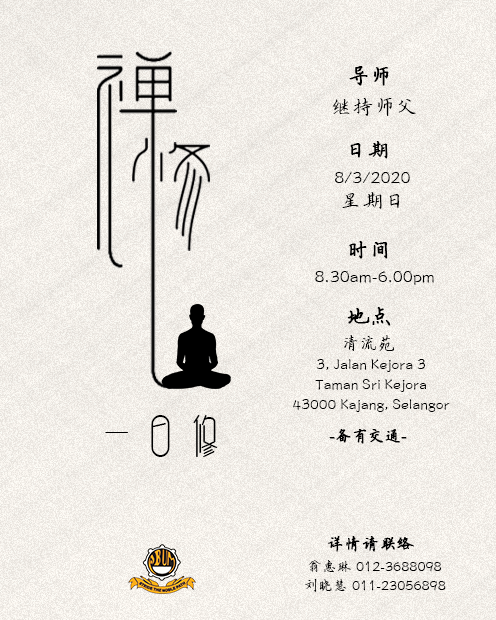 禅修
一日修
导师
继持师父
日期
8/3/2020
星期日
时间
8.30am-6.00pm
地点
清流苑
3, Jalan Kejora 3
Taman Sri Kejora
43000 Kajang, Selangor
-备有交通-
详情请联络
翁惠琳 012-3688098
刘晓慧 011-23056898